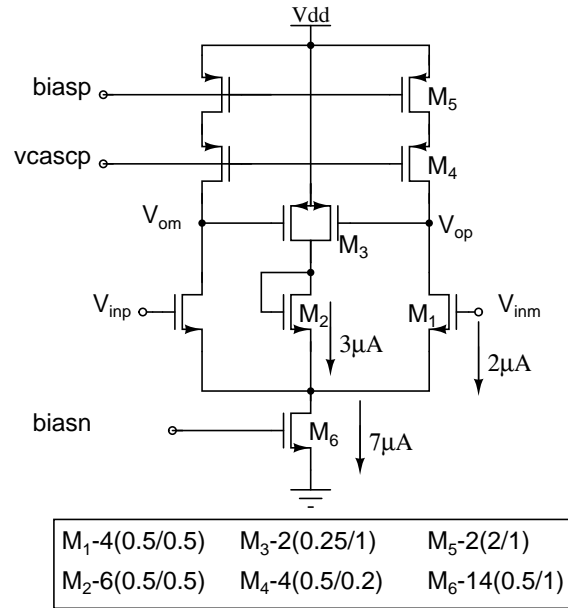 Vdd
biasp
M₅
vcascp
M₄
Vom
Vop
M₃
Vinp
M₂
M₁
Vinm
3μA
2μA
biasn
M₆
7μA
M₁-4(0.5/0.5) M₃-2(0.25/1) M₅-2(2/1)
M₂-6(0.5/0.5) M₄-4(0.5/0.2) M₆-14(0.5/1)